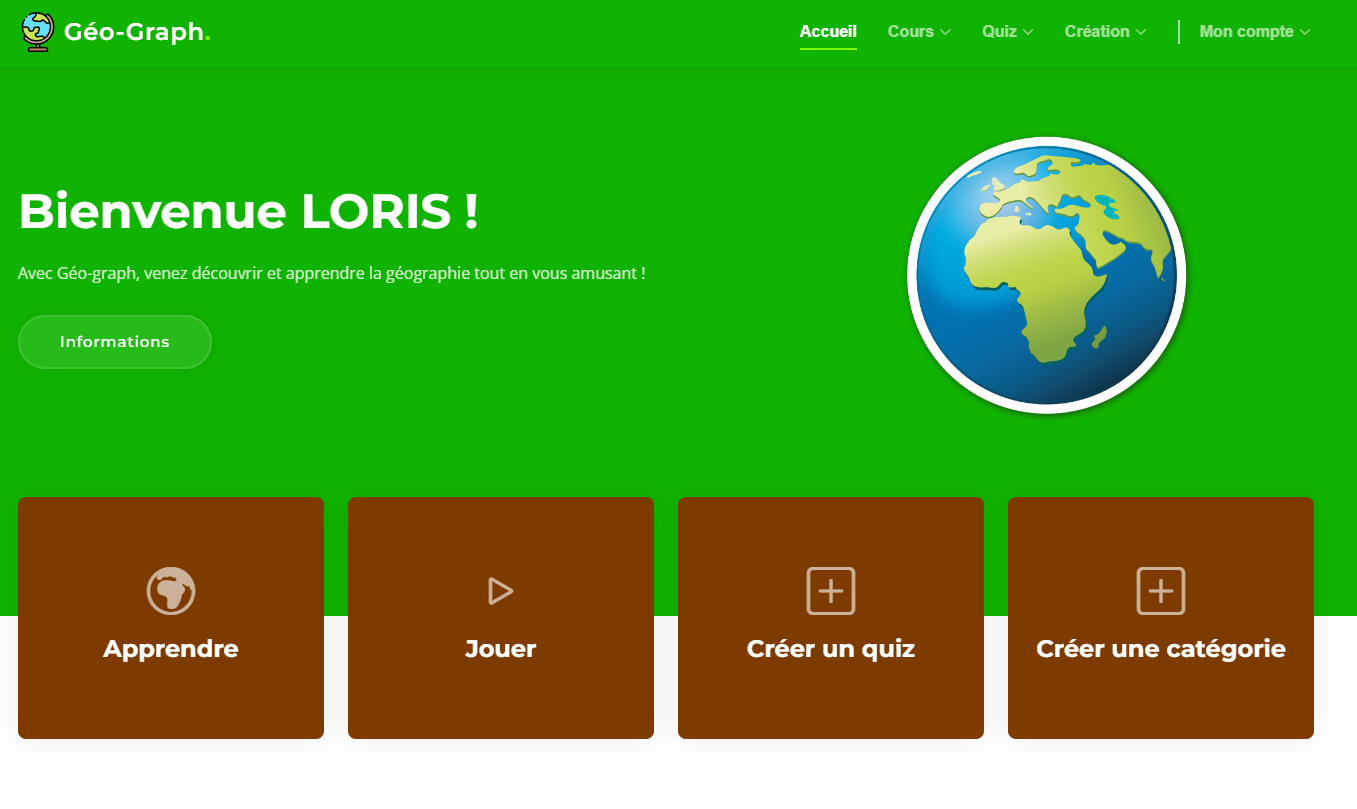 Géo-Graph.
Accueil
Cours
Quiz
Création
Mon compte
Bienvenue LORIS !
Avec Géo-graph, venez découvrir et apprendre la géographie tout en vous amusant !
Informations
Apprendre
Jouer
Créer un quiz
Créer une catégorie